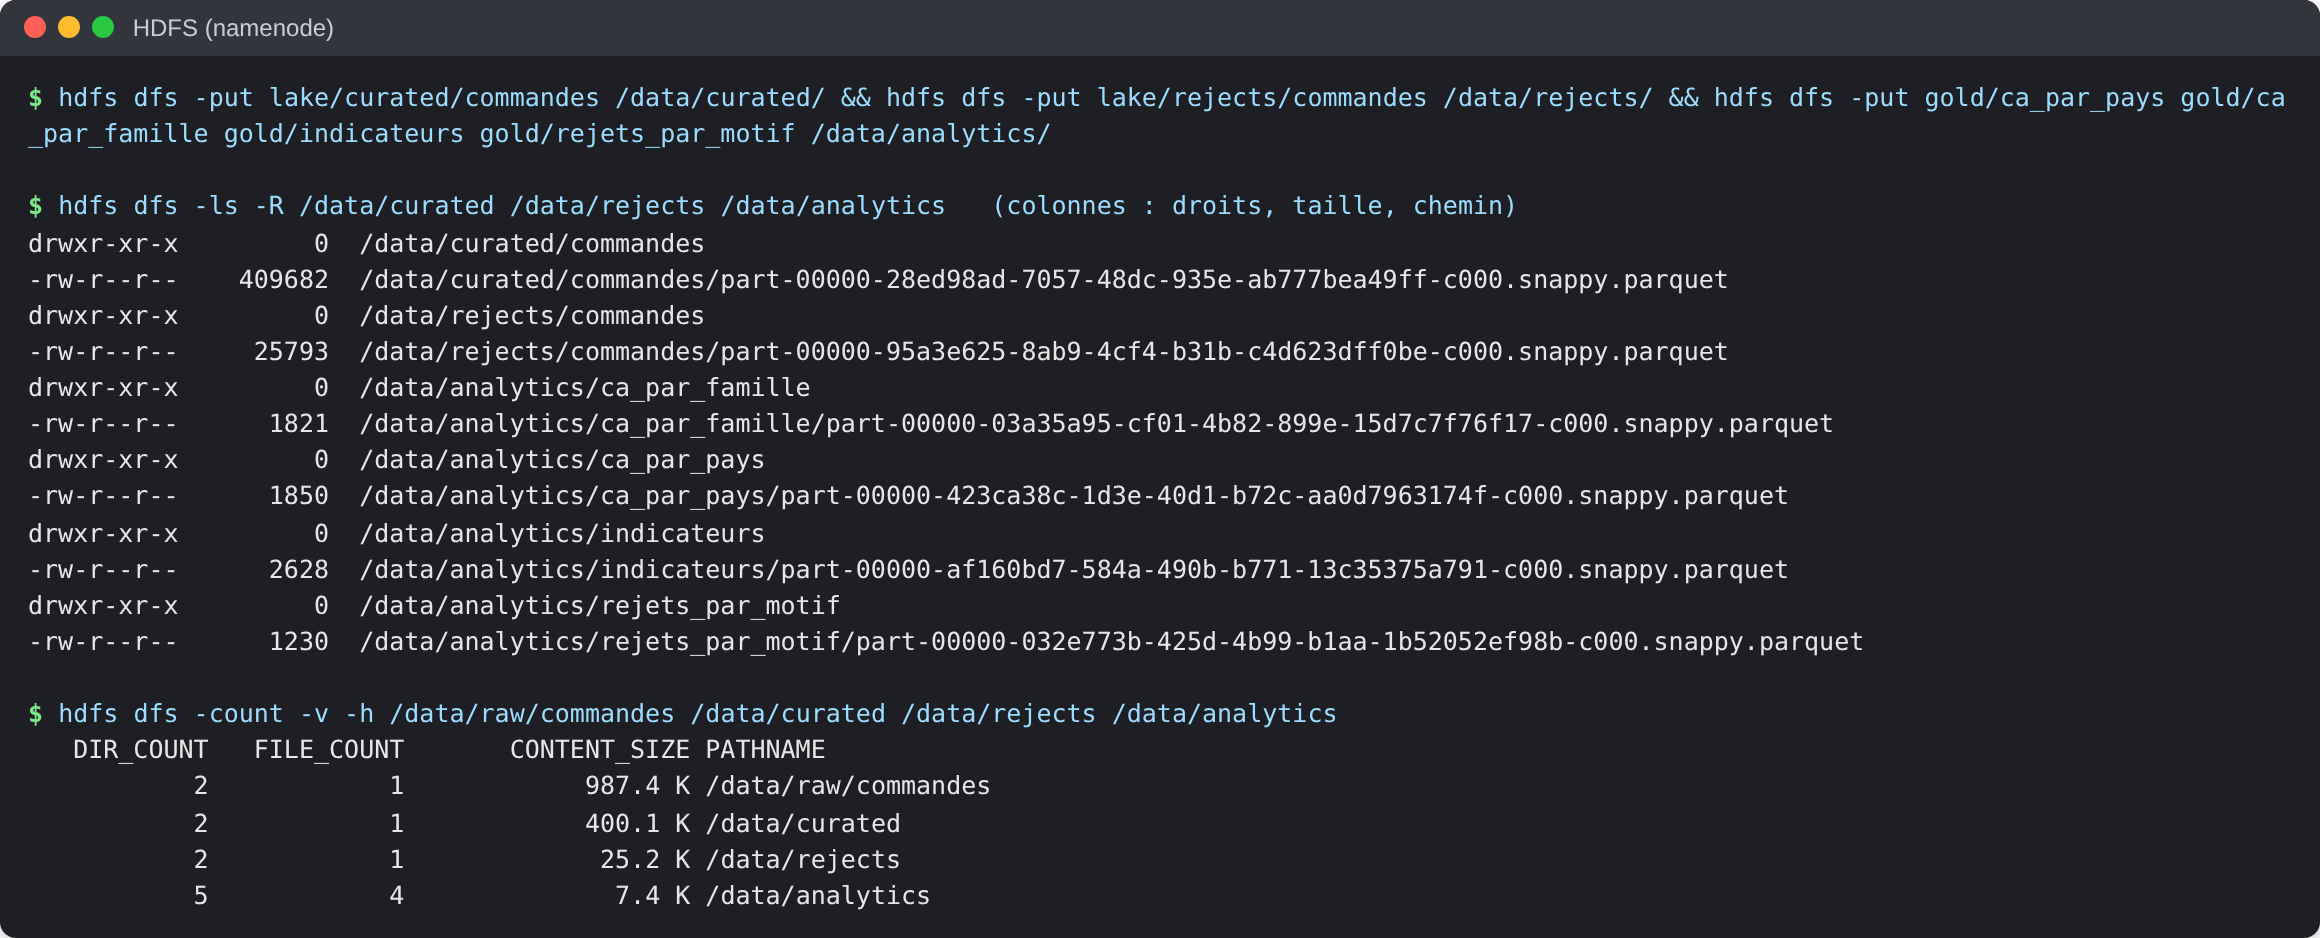 HDFS (namenode)
$ hdfs dfs -put lake/curated/commandes /data/curated/ && hdfs dfs -put lake/rejects/commandes /data/rejects/ && hdfs dfs -put gold/ca_par_pays gold/ca
_par_famille gold/indicateurs gold/rejets_par_motif /data/analytics/
$ hdfs dfs -ls -R /data/curated /data/rejects /data/analytics   (colonnes : droits, taille, chemin)
drwxr-xr-x         0  /data/curated/commandes
-rw-r--r--    409682  /data/curated/commandes/part-00000-28ed98ad-7057-48dc-935e-ab777bea49ff-c000.snappy.parquet
drwxr-xr-x         0  /data/rejects/commandes
-rw-r--r--     25793  /data/rejects/commandes/part-00000-95a3e625-8ab9-4cf4-b31b-c4d623dff0be-c000.snappy.parquet
drwxr-xr-x         0  /data/analytics/ca_par_famille
-rw-r--r--      1821  /data/analytics/ca_par_famille/part-00000-03a35a95-cf01-4b82-899e-15d7c7f76f17-c000.snappy.parquet
drwxr-xr-x         0  /data/analytics/ca_par_pays
-rw-r--r--      1850  /data/analytics/ca_par_pays/part-00000-423ca38c-1d3e-40d1-b72c-aa0d7963174f-c000.snappy.parquet
drwxr-xr-x         0  /data/analytics/indicateurs
-rw-r--r--      2628  /data/analytics/indicateurs/part-00000-af160bd7-584a-490b-b771-13c35375a791-c000.snappy.parquet
drwxr-xr-x         0  /data/analytics/rejets_par_motif
-rw-r--r--      1230  /data/analytics/rejets_par_motif/part-00000-032e773b-425d-4b99-b1aa-1b52052ef98b-c000.snappy.parquet
$ hdfs dfs -count -v -h /data/raw/commandes /data/curated /data/rejects /data/analytics
   DIR_COUNT   FILE_COUNT       CONTENT_SIZE PATHNAME
           2            1            987.4 K /data/raw/commandes
           2            1            400.1 K /data/curated
           2            1             25.2 K /data/rejects
           5            4              7.4 K /data/analytics